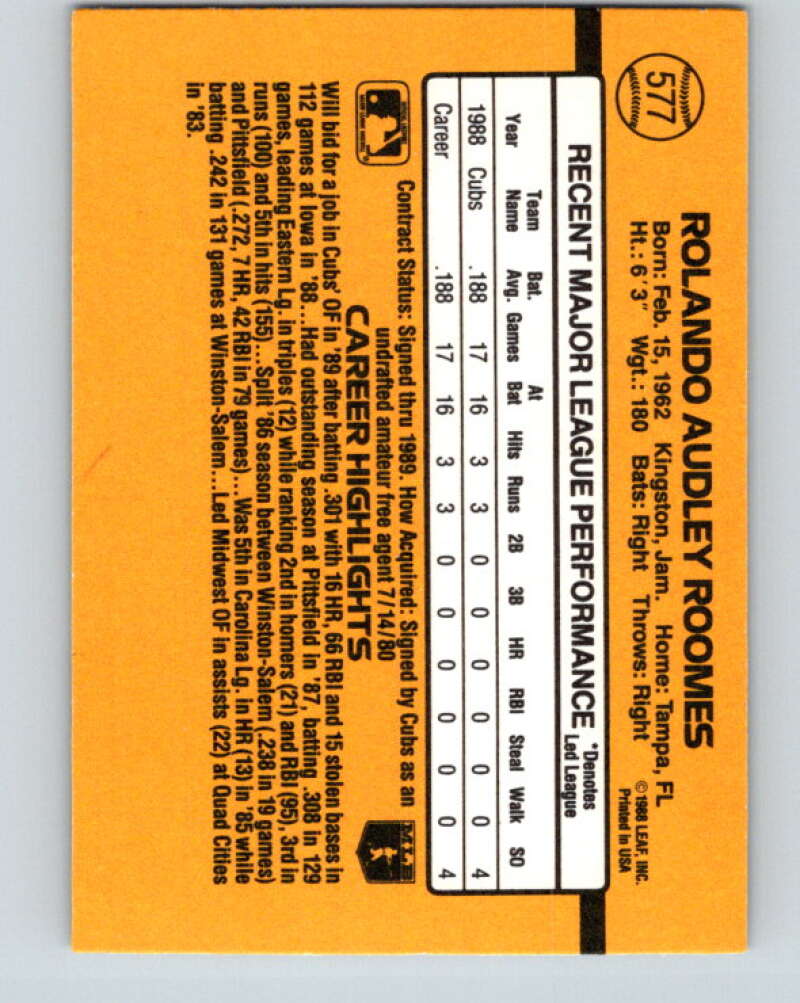 577
ROLANDO AUDLEY ROOMES
Born: Feb. 15, 1962 Kingston, Jam. Home: Tampa, FL
Ht.: 6'3" Wgt.: 180 Bats: Right Throws: Right
©1988 LEAF, INC.
Printed in USA
RECENT MAJOR LEAGUE PERFORMANCE
*Denotes
Led League
Year Team Name Bat. Avg. Games At Bat Hits Runs 2B 3B HR RBI Steal Walk SO
1988 Cubs .188 17 16 3 3 0 0 0 0 0 0 4
Career .188 17 16 3 3 0 0 0 0 0 0 4
Contract Status: Signed thru 1989. How Acquired: Signed by Cubs as an
undrafted amateur free agent 7/14/80
MLB
CAREER HIGHLIGHTS
Will bid for a job in Cubs' OF in '89 after batting .301 with 16 HR, 66 RBI and 15 stolen bases in
112 games at Iowa in '88...Had outstanding season at Pittsfield in '87, batting .308 in 129
games, leading Eastern Lg. in triples (12) while ranking 2nd in homers (21) and RBI (95), 3rd in
runs (100) and 5th in hits (155)....Split '86 season between Winston-Salem (.238 in 19 games)
and Pittsfield (.272, 7 HR, 42 RBI in 79 games)...Was 5th in Carolina Lg. in HR (13) in '85 while
batting .242 in 131 games at Winston-Salem...Led Midwest OF in assists (22) at Quad Cities
in '83.